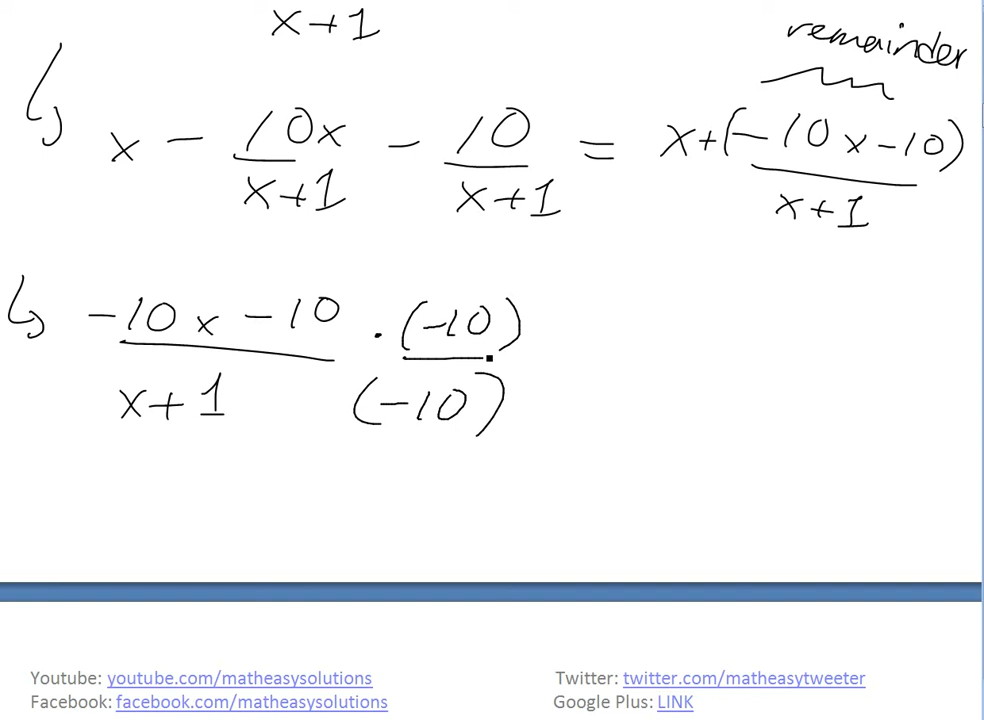 x+1
remainder
↳ x - 10x/x+1 - 10/x+1 = x+(-10x-10)/x+1
↳ -10x-10/x+1 · (-10)/(-10)
Youtube: youtube.com/matheasysolutions
Twitter: twitter.com/matheasytweeter
Facebook: facebook.com/matheasysolutions
Google Plus: LINK